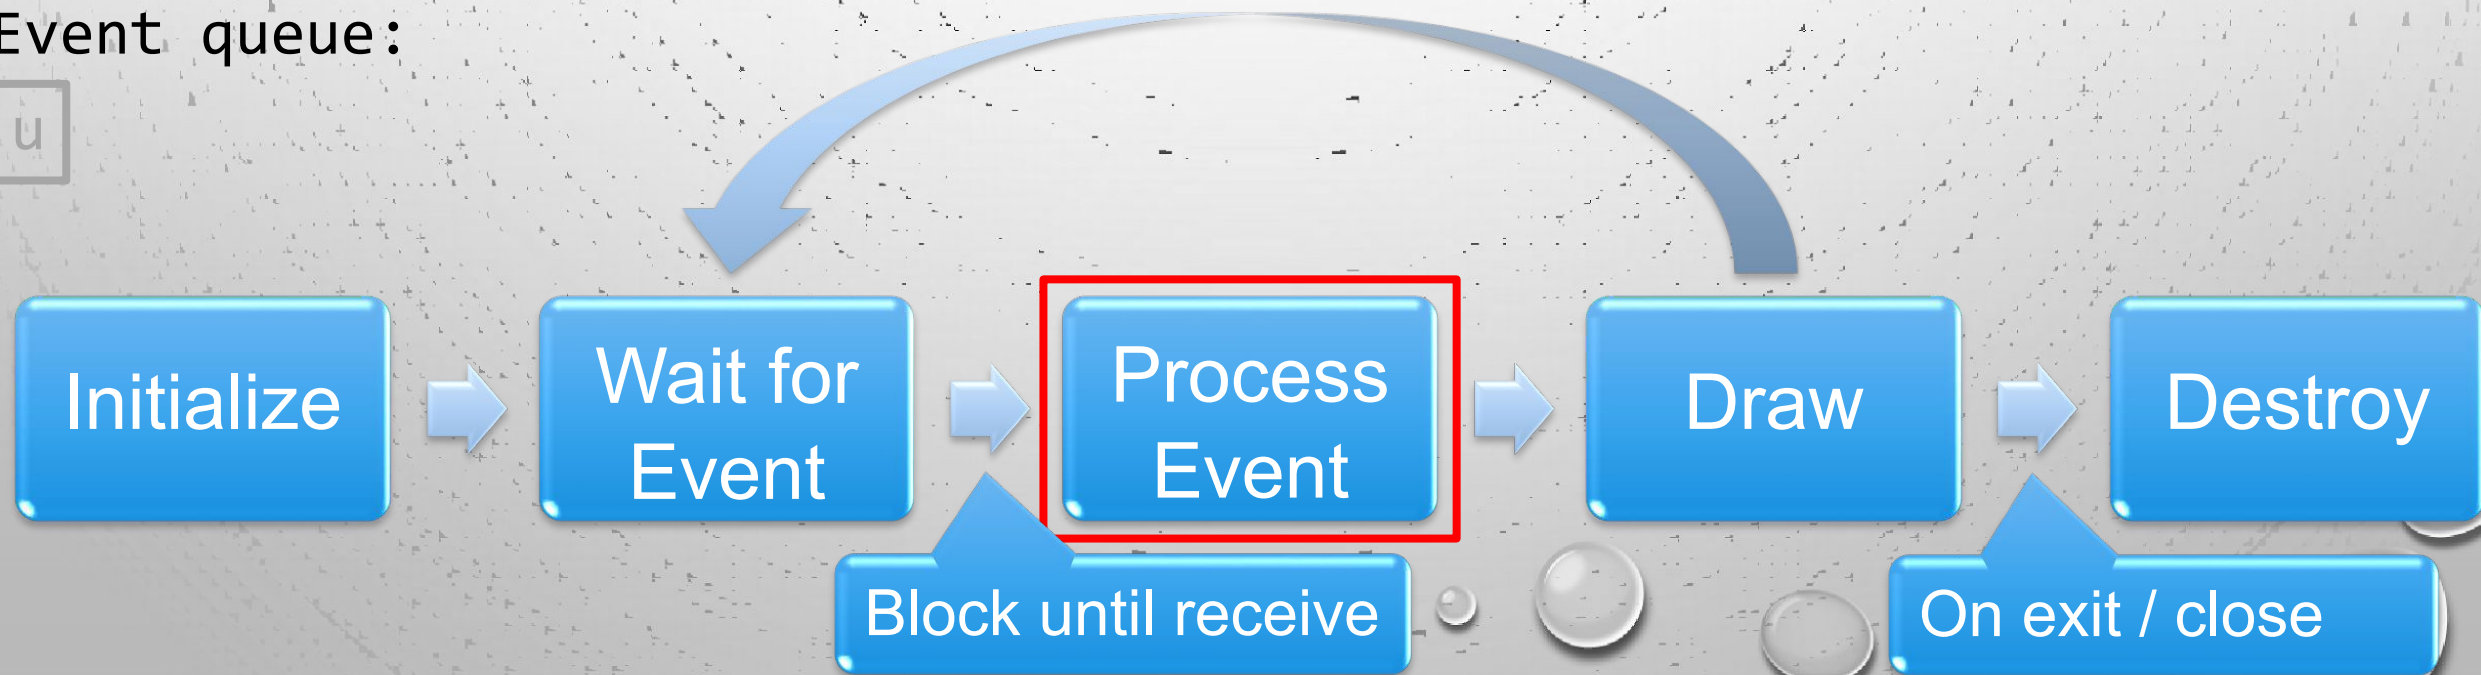 Event queue:
u
Initialize
Wait for
Event
Process
Event
Draw
Destroy
Block until receive
On exit / close